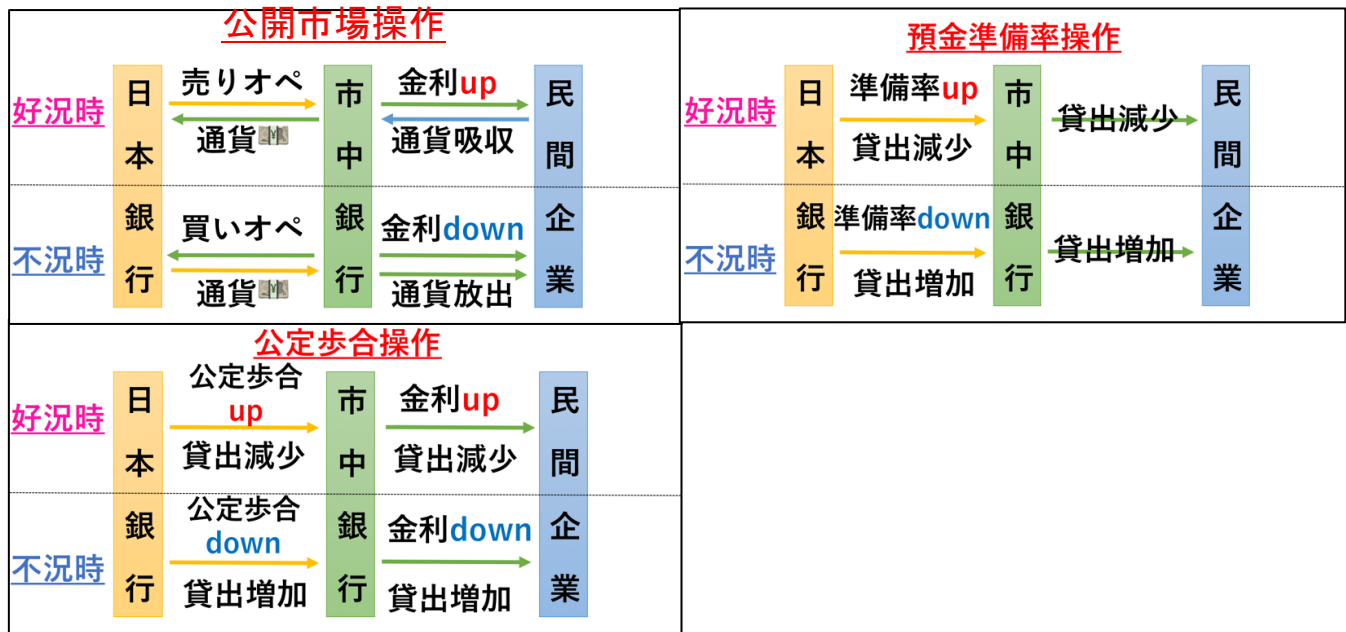 公開市場操作
好況時
日本銀行
売りオペ
通貨
市中銀行
金利up
通貨吸収
民間企業
不況時
買いオペ
通貨
金利down
通貨放出
預金準備率操作
好況時
日本銀行
準備率up
貸出減少
市中銀行
貸出減少
民間企業
不況時
準備率down
貸出増加
貸出増加
公定歩合操作
好況時
日本銀行
公定歩合
up
貸出減少
市中銀行
金利up
貸出減少
民間企業
不況時
公定歩合
down
貸出増加
金利down
貸出増加